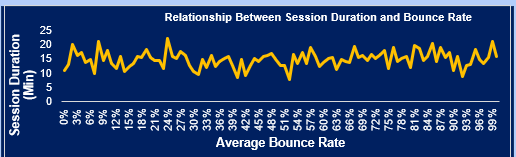 Relationship Between Session Duration and Bounce Rate
Session Duration
(Min)
25
20
15
10
5
0
0% 3% 6% 9% 12% 15% 18% 21% 24% 27% 30% 33% 36% 39% 42% 45% 48% 51% 54% 57% 60% 63% 66% 69% 72% 75% 78% 81% 84% 87% 90% 93% 96% 99%
Average Bounce Rate